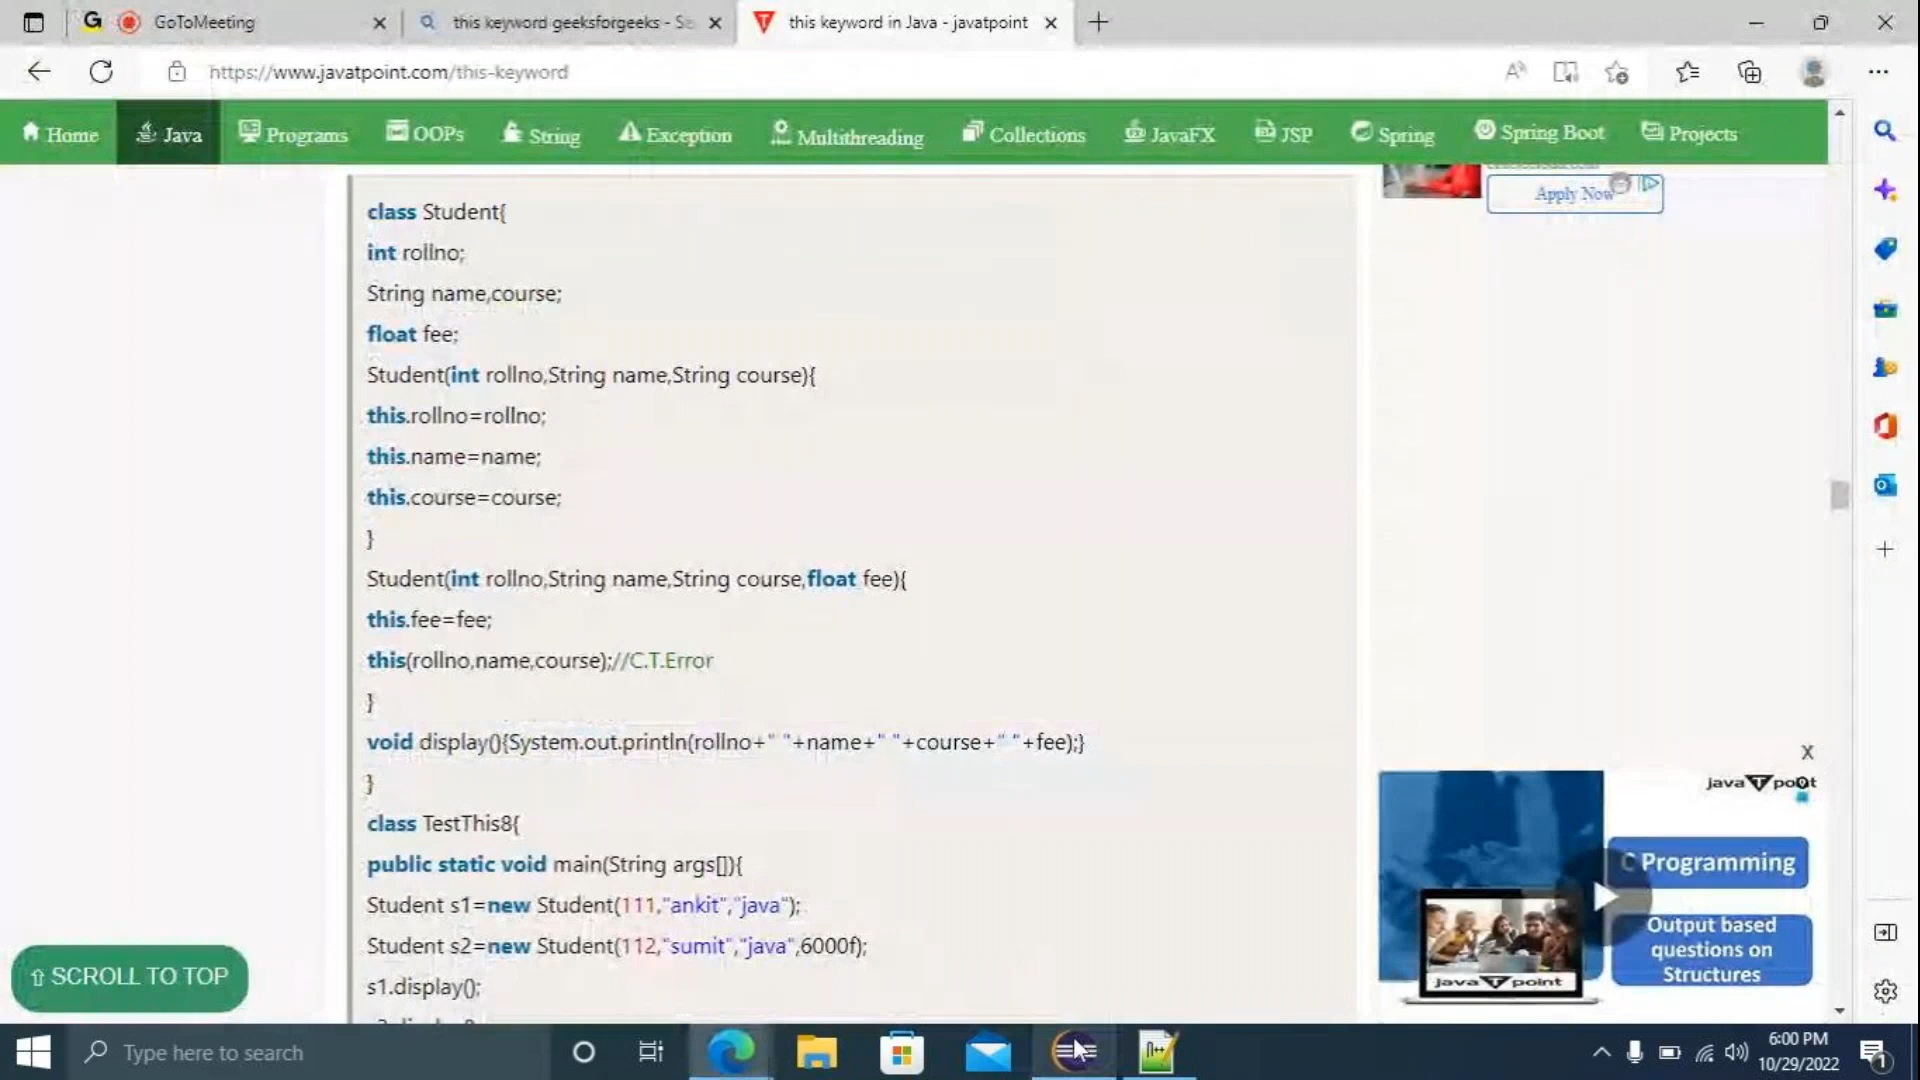 GoToMeeting
this keyword geeksforgeeks - Se
this keyword in Java - javatpoint
https://www.javatpoint.com/this-keyword
Home Java Programs OOPs String Exception Multithreading Collections JavaFX JSP Spring Spring Boot Projects
Apply Now
class Student{
int rollno;
String name,course;
float fee;
Student(int rollno,String name,String course){
this.rollno=rollno;
this.name=name;
this.course=course;
}
Student(int rollno,String name,String course,float fee){
this.fee=fee;
this(rollno,name,course);//C.T.Error
}
void display(){System.out.println(rollno+" "+name+" "+course+" "+fee);}
}
class TestThis8{
public static void main(String args[]){
Student s1=new Student(111,"ankit","java");
Student s2=new Student(112,"sumit","java",6000f);
s1.display();
SCROLL TO TOP
X
javaTpoint
C Programming
Output based
questions on
Structures
javaTpoint
Type here to search
6:00 PM
10/29/2022
1